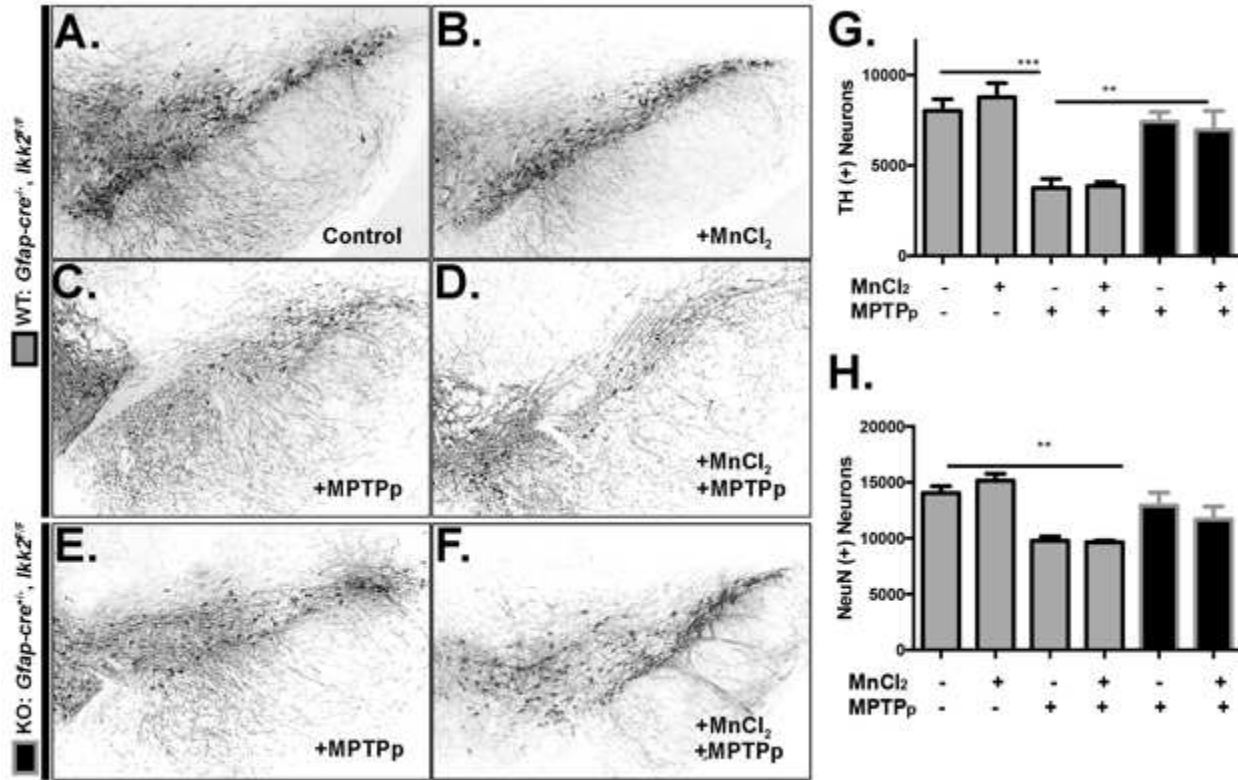 WT: Gfap-cre-/-, Ikk2F/F
A.
Control
B.
+MnCl2
C.
+MPTPp
D.
+MnCl2
+MPTPp
KO: Gfap-cre+/-, Ikk2F/F
E.
+MPTPp
F.
+MnCl2
+MPTPp
G.
TH (+) Neurons
10000
5000
0
***
**
MnCl2 - + - + - +
MPTPp - - + + + +
H.
NeuN (+) Neurons
20000
15000
10000
5000
0
**
MnCl2 - + - + - +
MPTPp - - + + + +